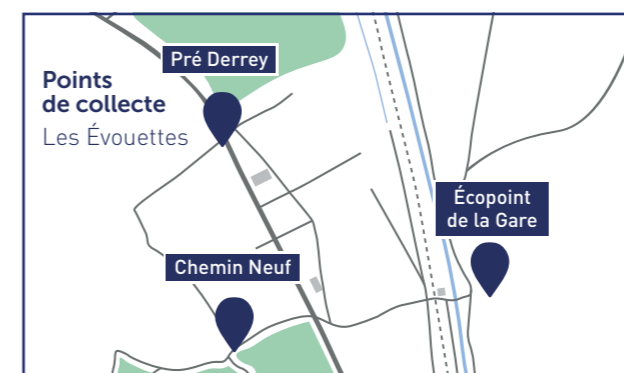 Points
de collecte
Les Évouettes
Pré Derrey
Écopoint
de la Gare
Chemin Neuf